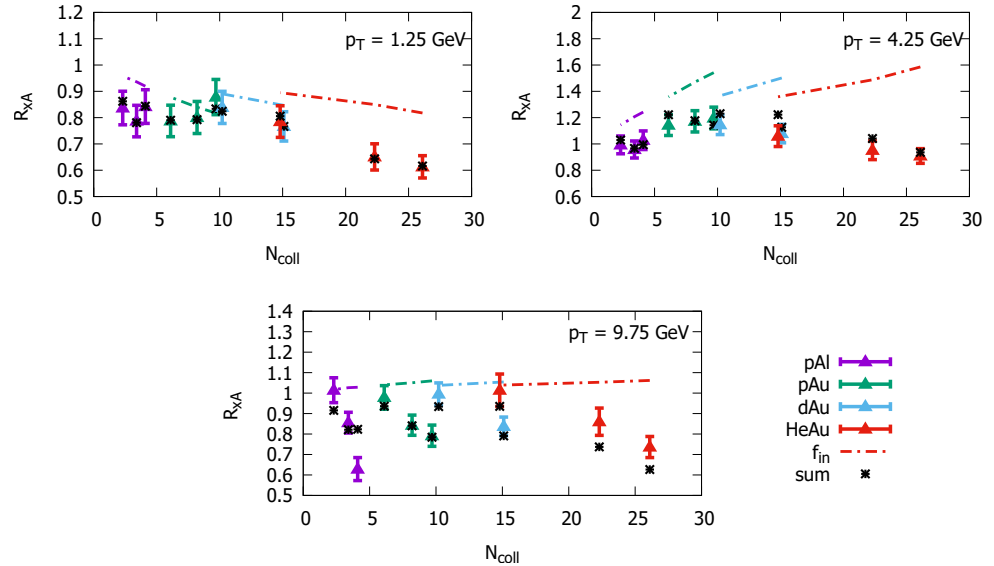 1.2
1.1
1
0.9
0.8
0.7
0.6
0.5
R_xA
p_T = 1.25 GeV
0 5 10 15 20 25 30
N_coll
2
1.8
1.6
1.4
1.2
1
0.8
0.6
R_xA
p_T = 4.25 GeV
0 5 10 15 20 25 30
N_coll
1.4
1.3
1.2
1.1
1
0.9
0.8
0.7
0.6
0.5
R_xA
p_T = 9.75 GeV
0 5 10 15 20 25 30
N_coll
pAl
pAu
dAu
HeAu
f_in
sum